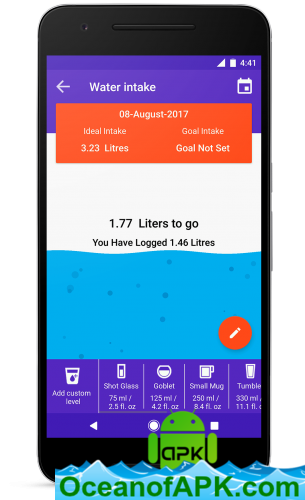 4:41
Water intake
08-August-2017
Ideal Intake Goal Intake
3.23 Litres Goal Not Set
1.77 Liters to go
You Have Logged 1.46 Litres
Add custom level
Shot Glass
75 ml /
2.5 fl. oz
Goblet
125 ml /
4.2 fl. oz
Small Mug
250 ml /
8.4 fl. oz
Tumble
330 ml
11.1 fl. o
apk
OceanofAPK.com